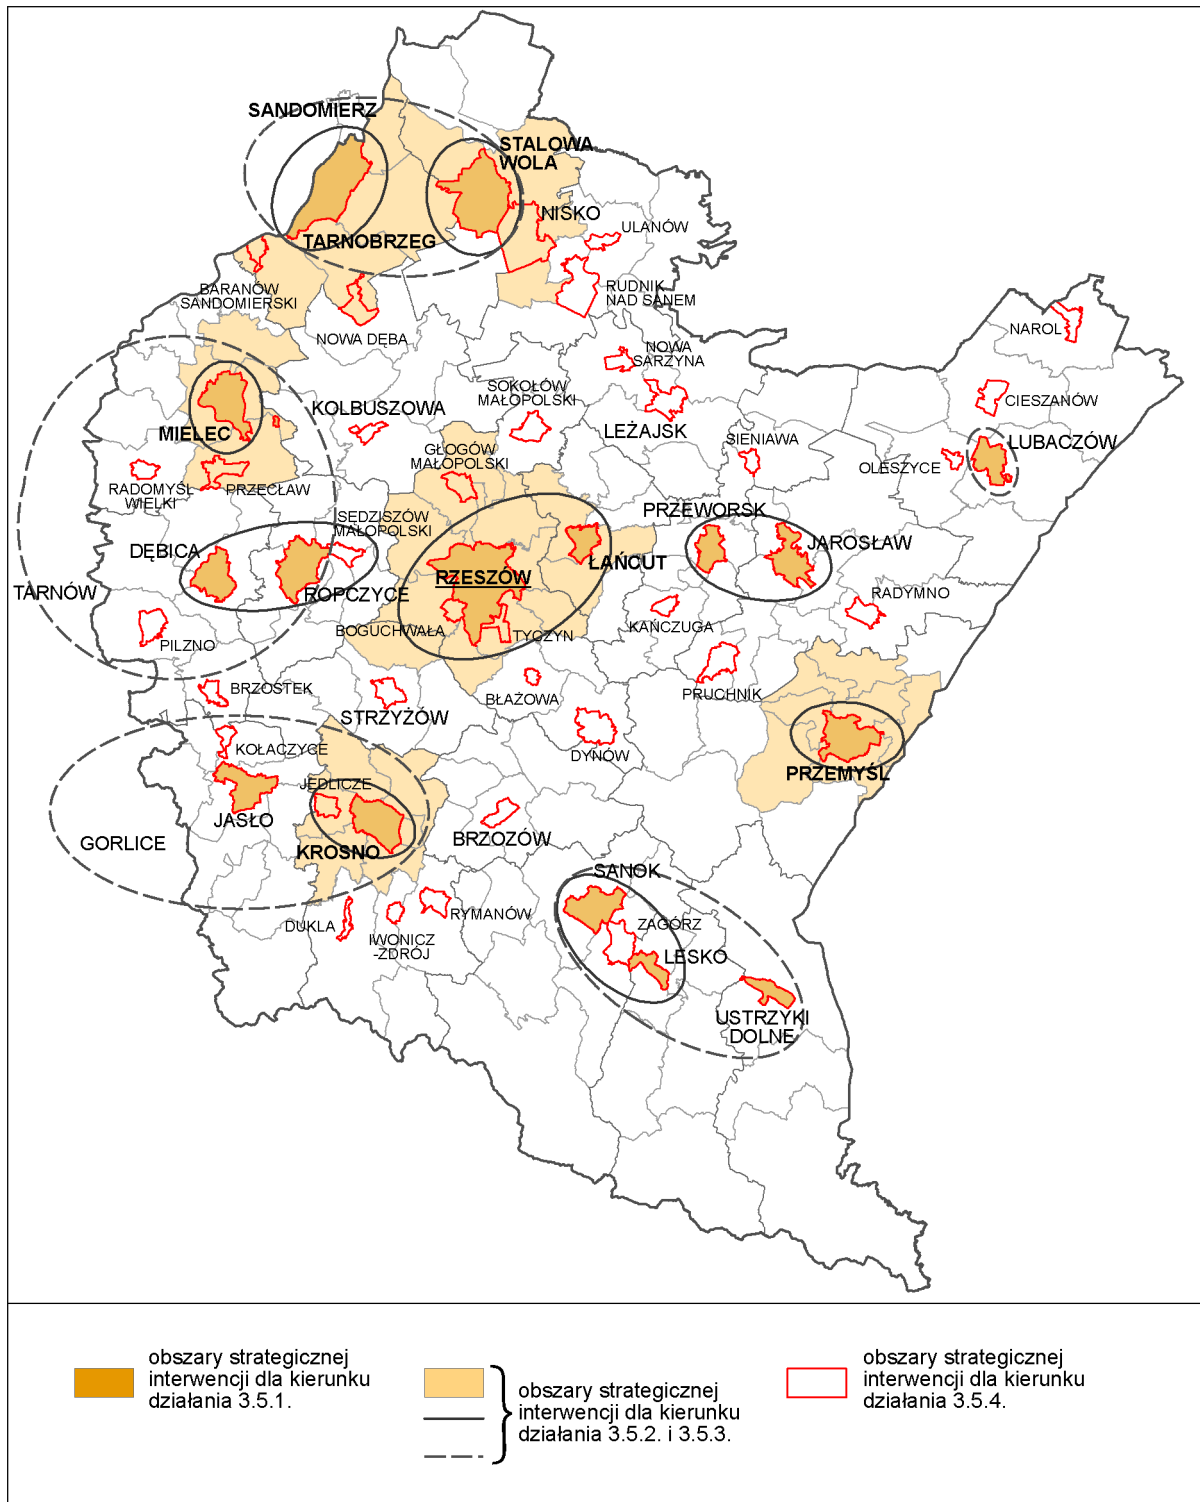 SANDOMIERZ
STALOWA
WOLA
NISKO
ULANÓW
TARNOBRZEG
BARANÓW
SANDOMIERSKI
RUDNIK
NAD SANEM
NOWA DĘBA
NAROL
NOWA
SARZYNA
SOKOŁÓW
MAŁOPOLSKI
CIESZANÓW
KOLBUSZOWA
LEŻAJSK
MIELEC
SIENIAWA
LUBACZÓW
GŁOGÓW
MAŁOPOLSKI
OLESZYCE
RADOMYŚL
WIELKI
PRZECŁAW
SĘDZISZÓW
MAŁOPOLSKI
PRZEWORSK
DĘBICA
JAROSŁAW
ŁAŃCUT
RZESZÓW
TARNÓW
ROPCZYCE
RADYMNO
KAŃCZUGA
BOGUCHWAŁA
TYCZYN
PILZNO
BRZOSTEK
BŁAŻOWA
PRUCHNIK
STRZYŻÓW
KOŁACZYCE
DYNÓW
PRZEMYŚL
JEDLICZE
JASŁO
GORLICE
BRZOZÓW
KROSNO
SANOK
RYMANÓW
DUKLA
IWONICZ
-ZDRÓJ
ZAGÓRZ
LESKO
USTRZYKI
DOLNE
obszary strategicznej
interwencji dla kierunku
działania 3.5.1.
obszary strategicznej
interwencji dla kierunku
działania 3.5.2. i 3.5.3.
obszary strategicznej
interwencji dla kierunku
działania 3.5.4.